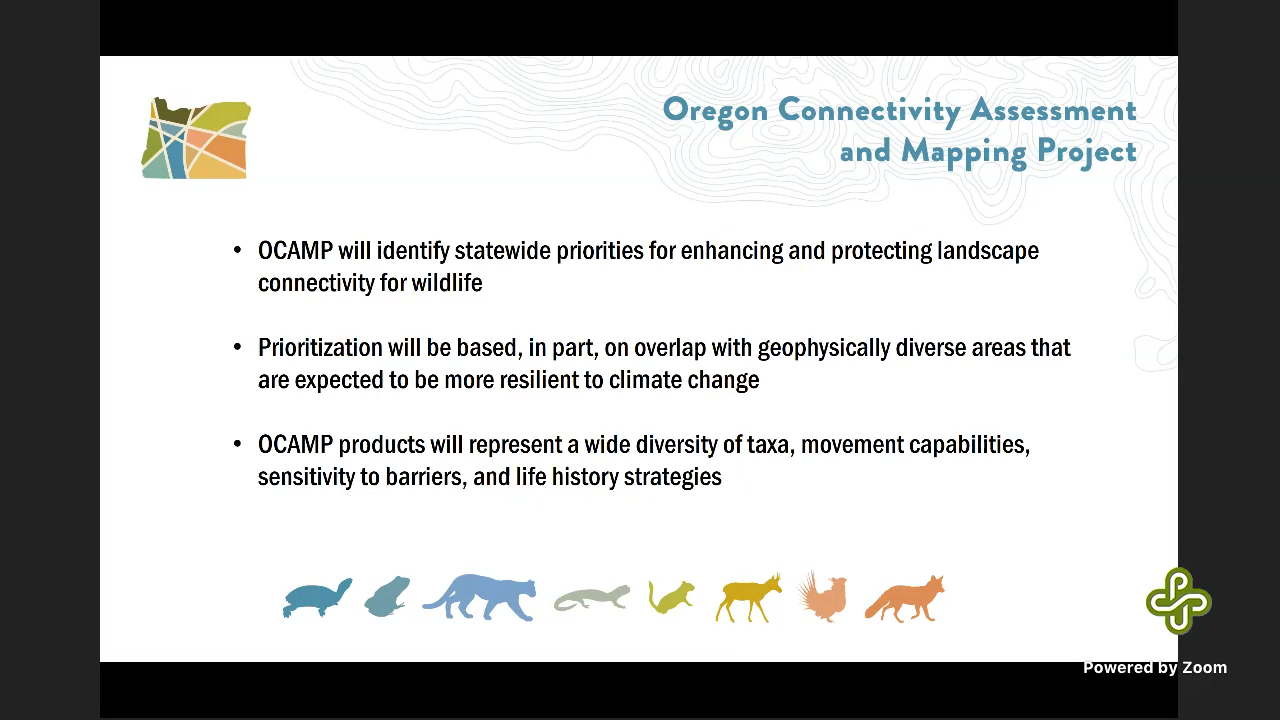 Oregon Connectivity Assessment
and Mapping Project
• OCAMP will identify statewide priorities for enhancing and protecting landscape
connectivity for wildlife
• Prioritization will be based, in part, on overlap with geophysically diverse areas that
are expected to be more resilient to climate change
• OCAMP products will represent a wide diversity of taxa, movement capabilities,
sensitivity to barriers, and life history strategies
PSU
Powered by Zoom